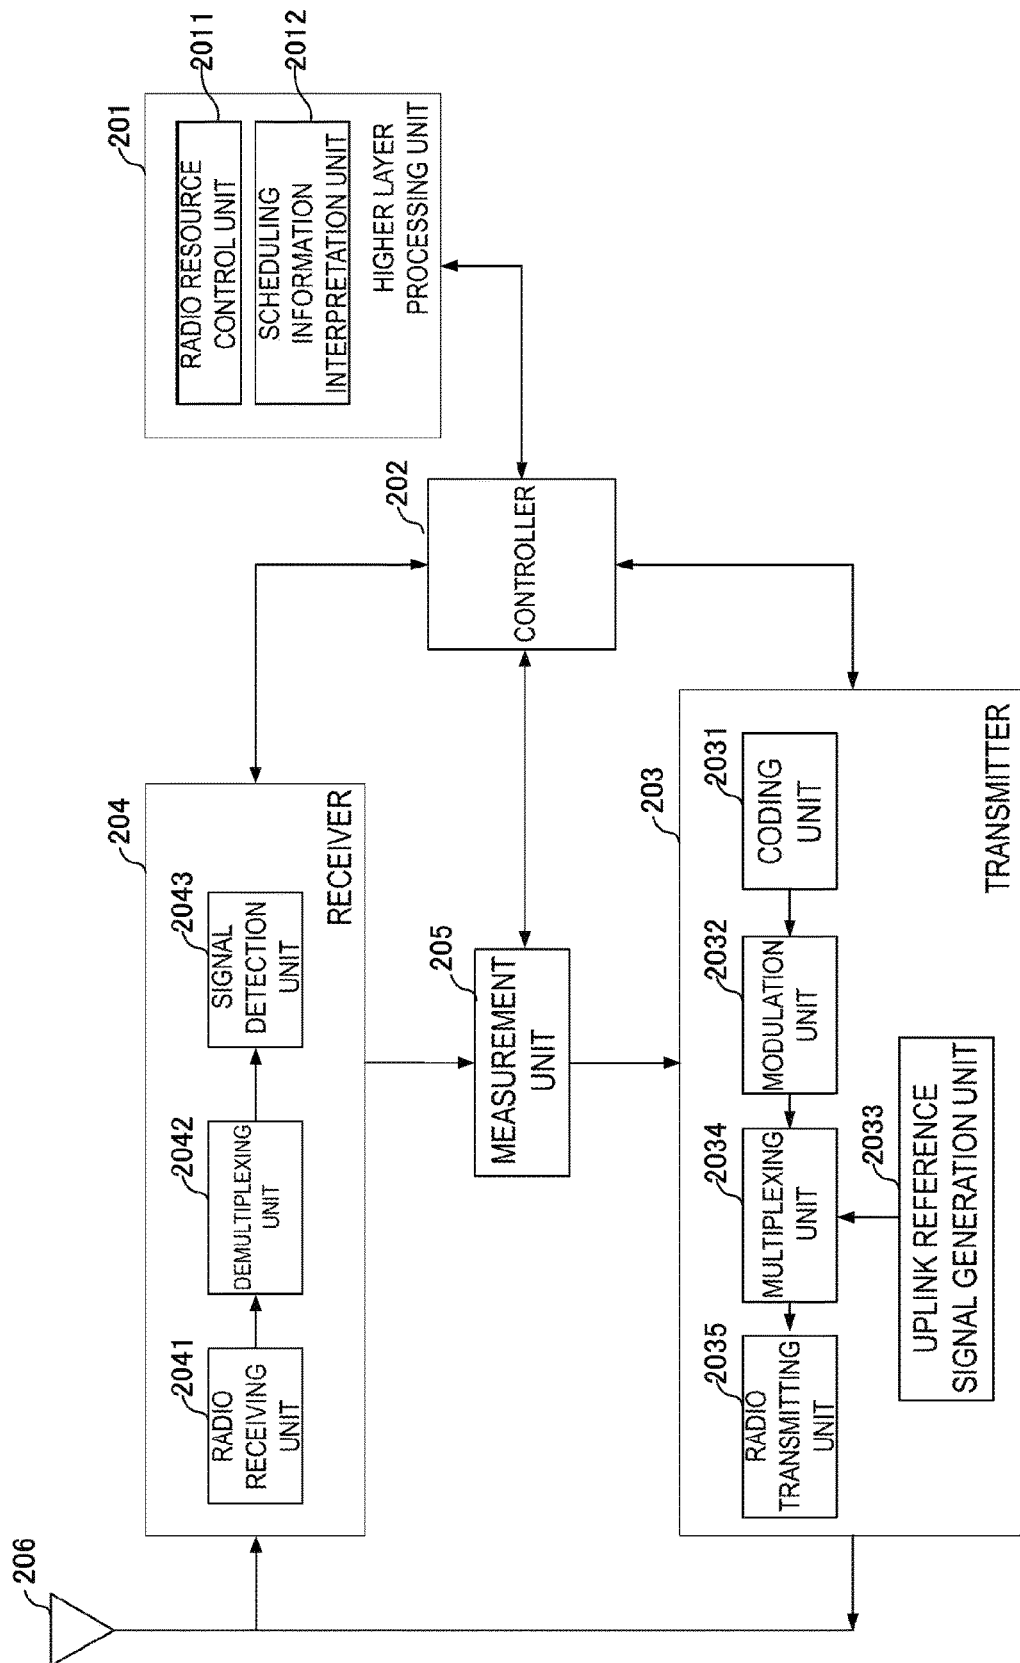 206
204
RECEIVER
2041
RADIO
RECEIVING
UNIT
2042
DEMULTIPLEXING
UNIT
2043
SIGNAL
DETECTION
UNIT
201
RADIO RESOURCE
CONTROL UNIT
2011
SCHEDULING
INFORMATION
INTERPRETATION UNIT
2012
HIGHER LAYER
PROCESSING UNIT
205
MEASUREMENT
UNIT
202
CONTROLLER
203
2035
RADIO
TRANSMITTING
UNIT
2034
MULTIPLEXING
UNIT
2032
MODULATION
UNIT
2031
CODING
UNIT
2033
UPLINK REFERENCE
SIGNAL GENERATION UNIT
TRANSMITTER